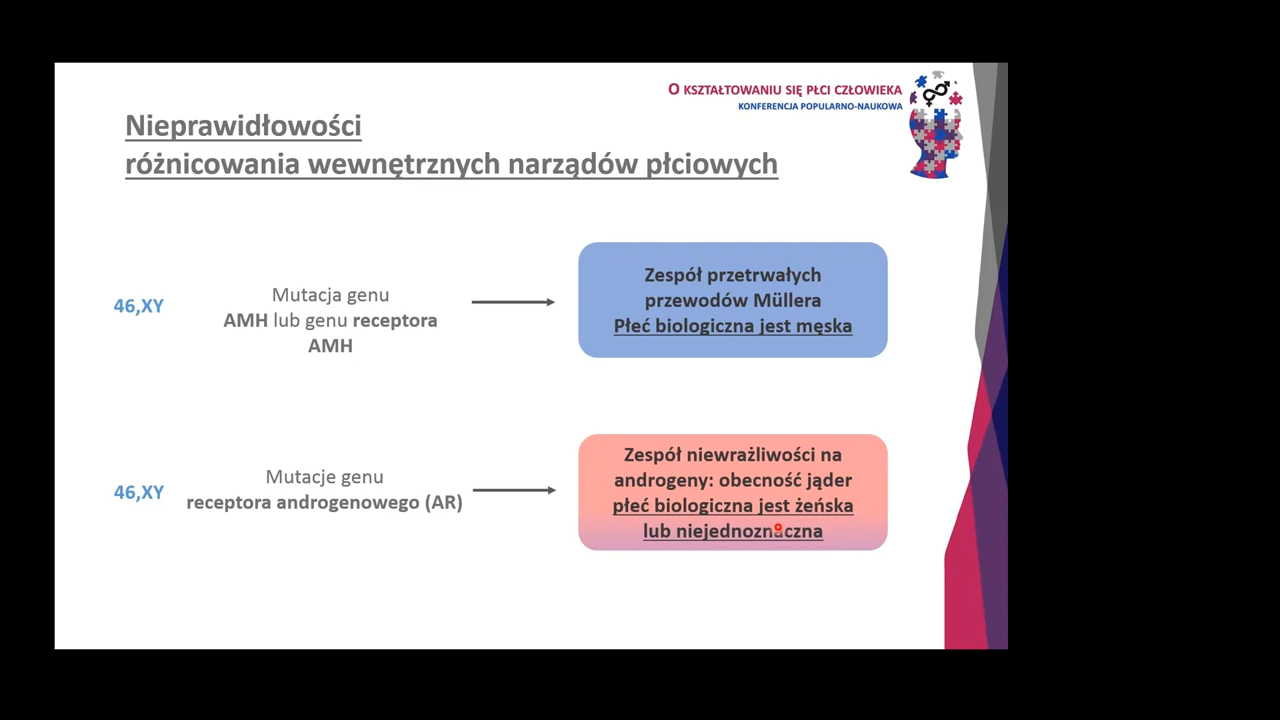 O KSZTAŁTOWANIU SIĘ PŁCI CZŁOWIEKA
KONFERENCJA POPULARNO-NAUKOWA
Nieprawidłowości
różnicowania wewnętrznych narządów płciowych
46,XY
Mutacja genu
AMH lub genu receptora
AMH
Zespół przetrwałych
przewodów Müllera
Płeć biologiczna jest męska
46,XY
Mutacje genu
receptora androgenowego (AR)
Zespół niewrażliwości na
androgeny: obecność jąder
płeć biologiczna jest żeńska
lub niejednoznaczna